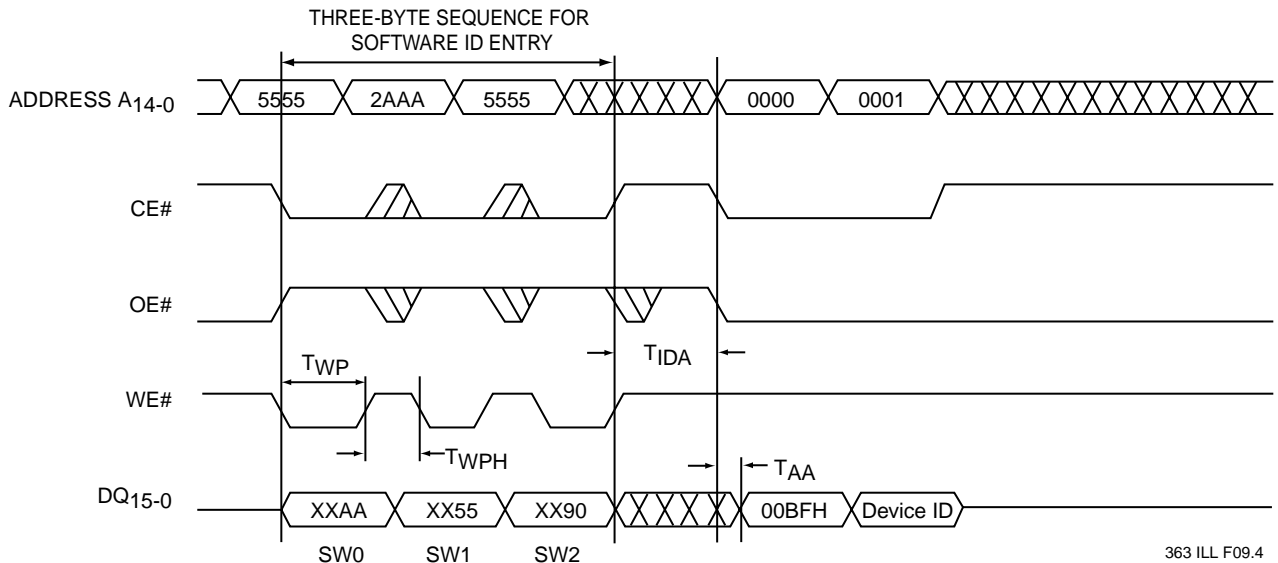 THREE-BYTE SEQUENCE FOR
SOFTWARE ID ENTRY
ADDRESS A14-0
5555 2AAA 5555 0000 0001
CE#
OE#
TIDA
TWP
WE#
TWPH
TAA
DQ15-0
XXAA XX55 XX90 00BFH Device ID
SW0 SW1 SW2
363 ILL F09.4